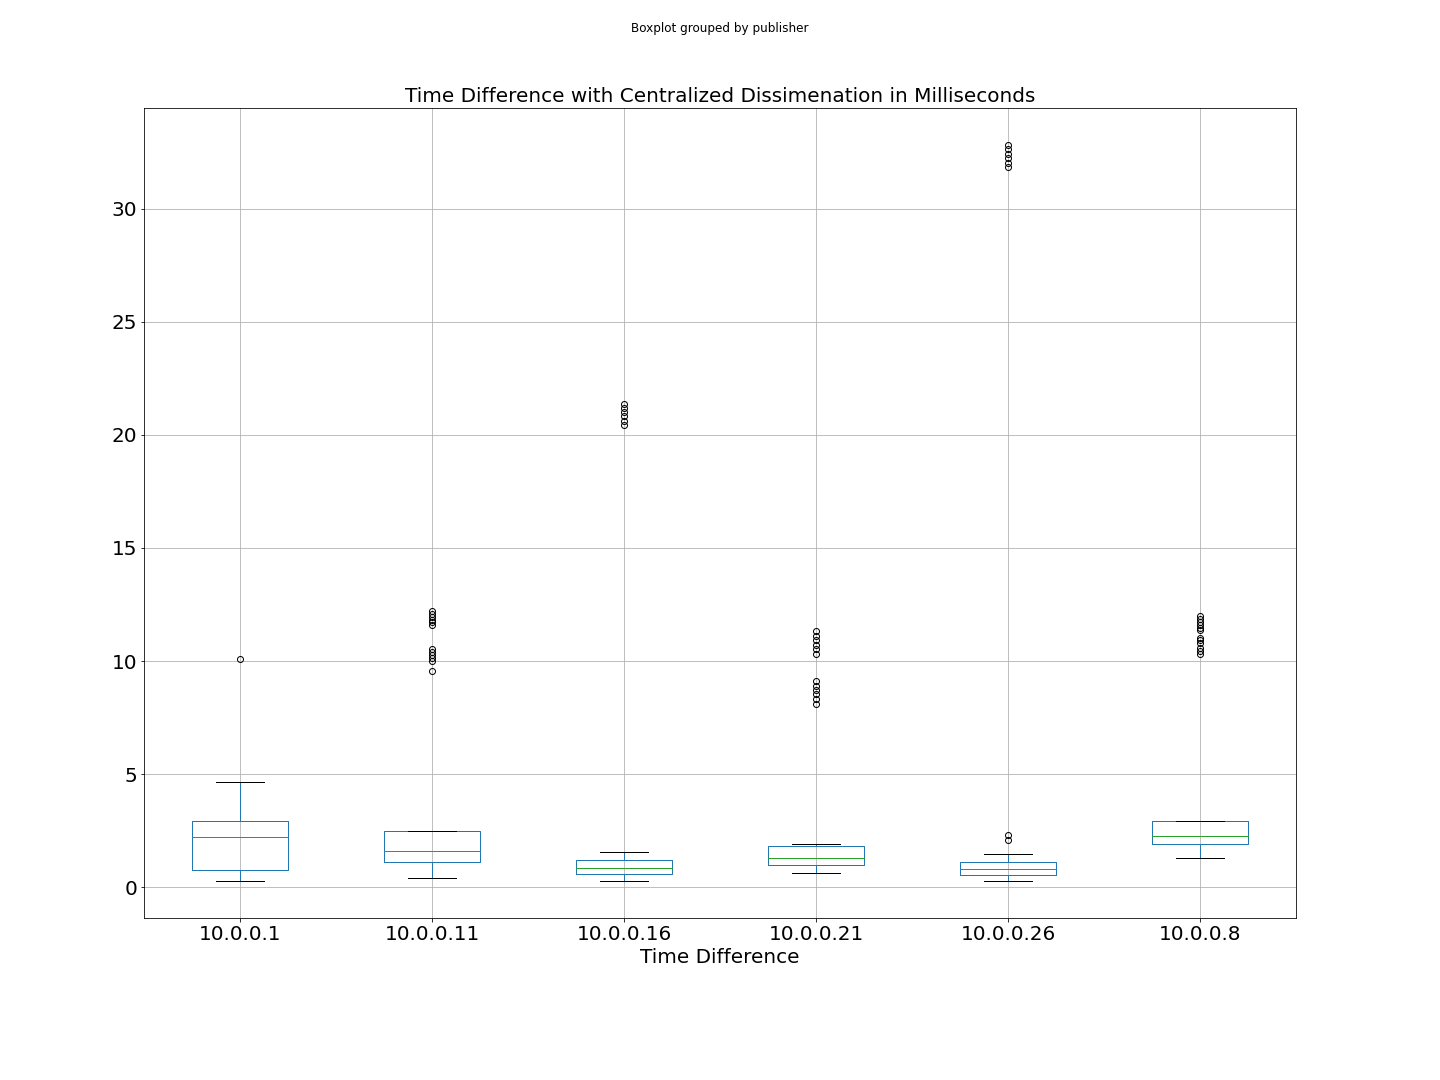 Boxplot grouped by publisher
Time Difference with Centralized Dissimenation in Milliseconds
30
25
20
15
10
5
0
10.0.0.1 10.0.0.11 10.0.0.16 10.0.0.21 10.0.0.26 10.0.0.8
Time Difference